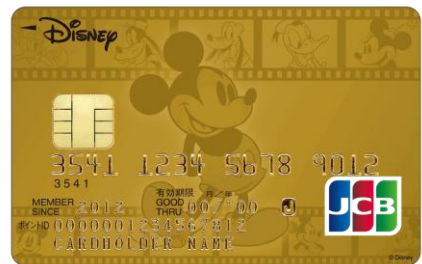 Disney
3541 1234 5678 9012
3541
有効期限 月/年
MEMBER SINCE 2012 GOOD THRU 00/00
ポイントID 0000001234567812
CARDHOLDER NAME
JCB
© Disney